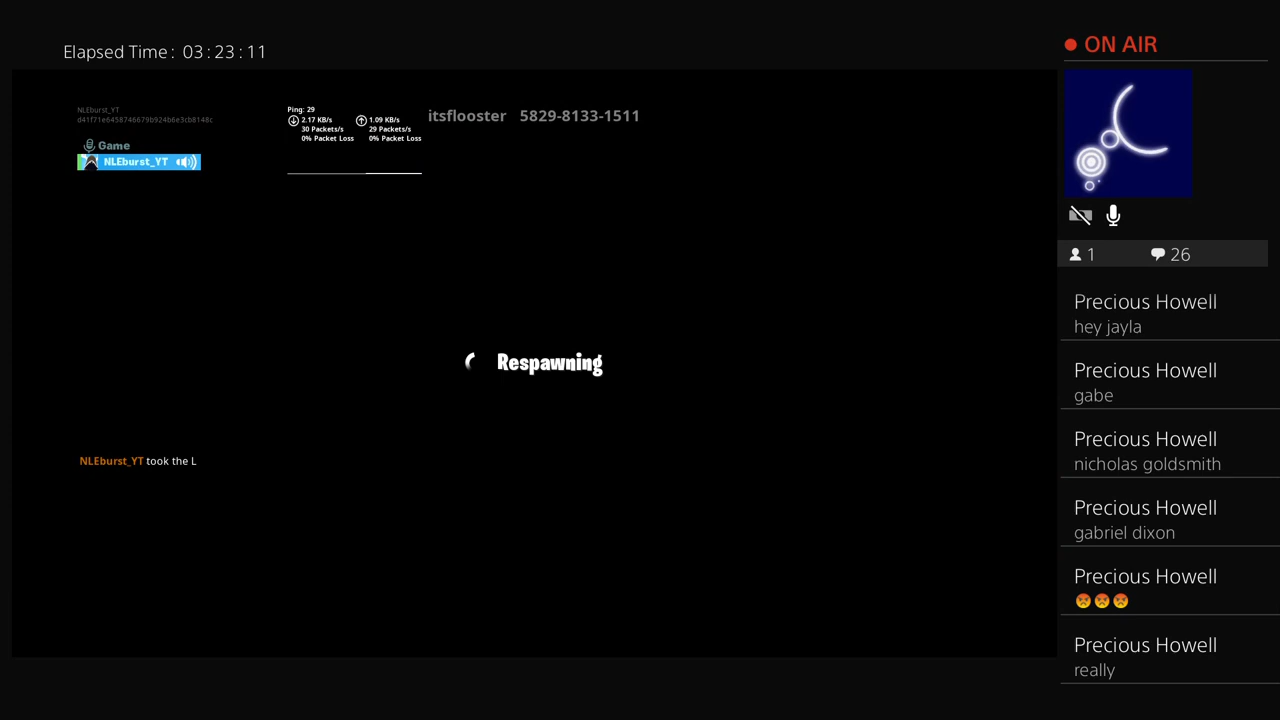 Elapsed Time: 03:23:11
ON AIR
NLEburst_YT
d41f71e6458746679b924b6e3cb8148c
Game
NLEburst_YT
Ping: 29
2.17 KB/s 1.09 KB/s
30 Packets/s 29 Packets/s
0% Packet Loss 0% Packet Loss
itsflooster 5829-8133-1511
Respawning
NLEburst_YT took the L
1 26
Precious Howell
hey jayla
Precious Howell
gabe
Precious Howell
nicholas goldsmith
Precious Howell
gabriel dixon
Precious Howell
😡😡😡
Precious Howell
really